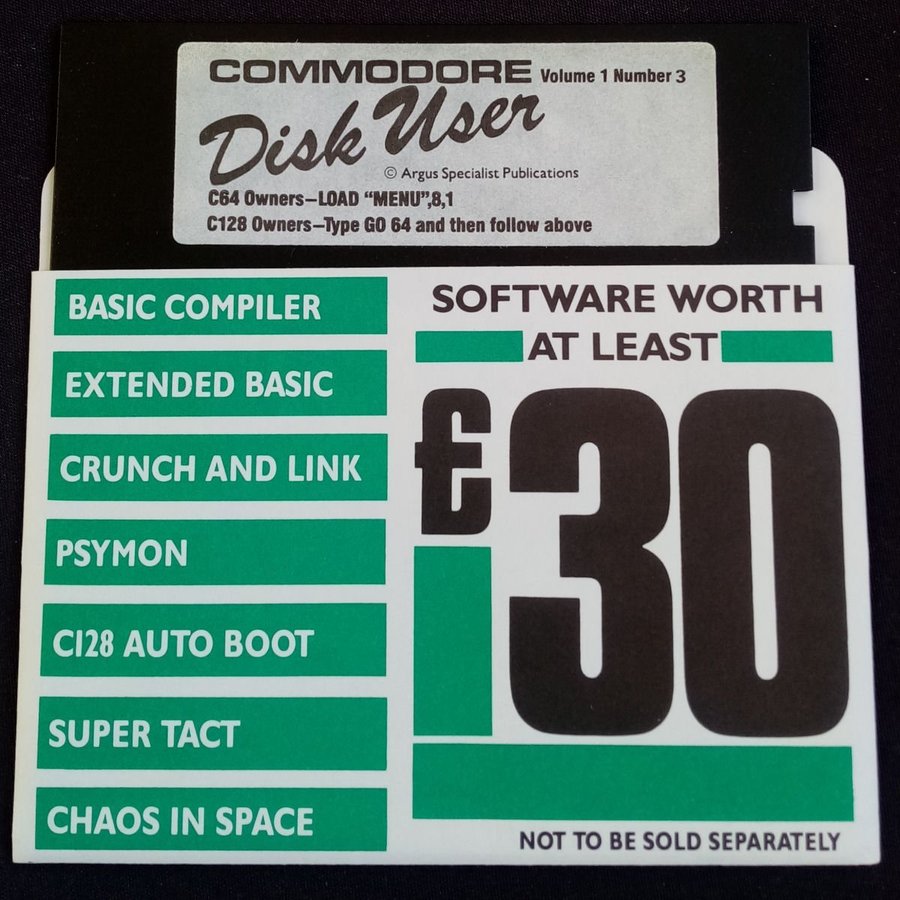 COMMODORE Volume 1 Number 3
Disk User
© Argus Specialist Publications
C64 Owners–LOAD “MENU”,8,1
C128 Owners–Type GO 64 and then follow above
BASIC COMPILER
EXTENDED BASIC
CRUNCH AND LINK
PSYMON
C128 AUTO BOOT
SUPER TACT
CHAOS IN SPACE
SOFTWARE WORTH
AT LEAST
£30
NOT TO BE SOLD SEPARATELY